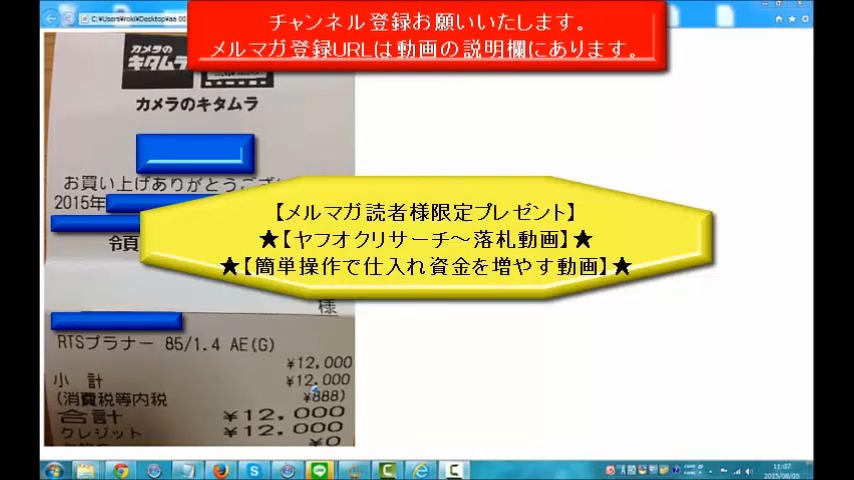 チャンネル登録お願いいたします。
メルマガ登録URLは動画の説明欄にあります。
C:¥Users¥roki¥Desktop¥aa 00
カメラの
キタムラ
カメラのキタムラ
お買い上げありがとうござ
2015年
【メルマガ読者様限定プレゼント】
★【ヤフオクリサーチ～落札動画】★
★【簡単操作で仕入れ資金を増やす動画】★
様
RTSプラナー 85/1.4 AE(G)
¥12,000
小 計 ¥12,000
(消費税等内税 ¥888)
合計 ¥12,000
クレジット ¥12,000
¥0
11:07
2015/08/05